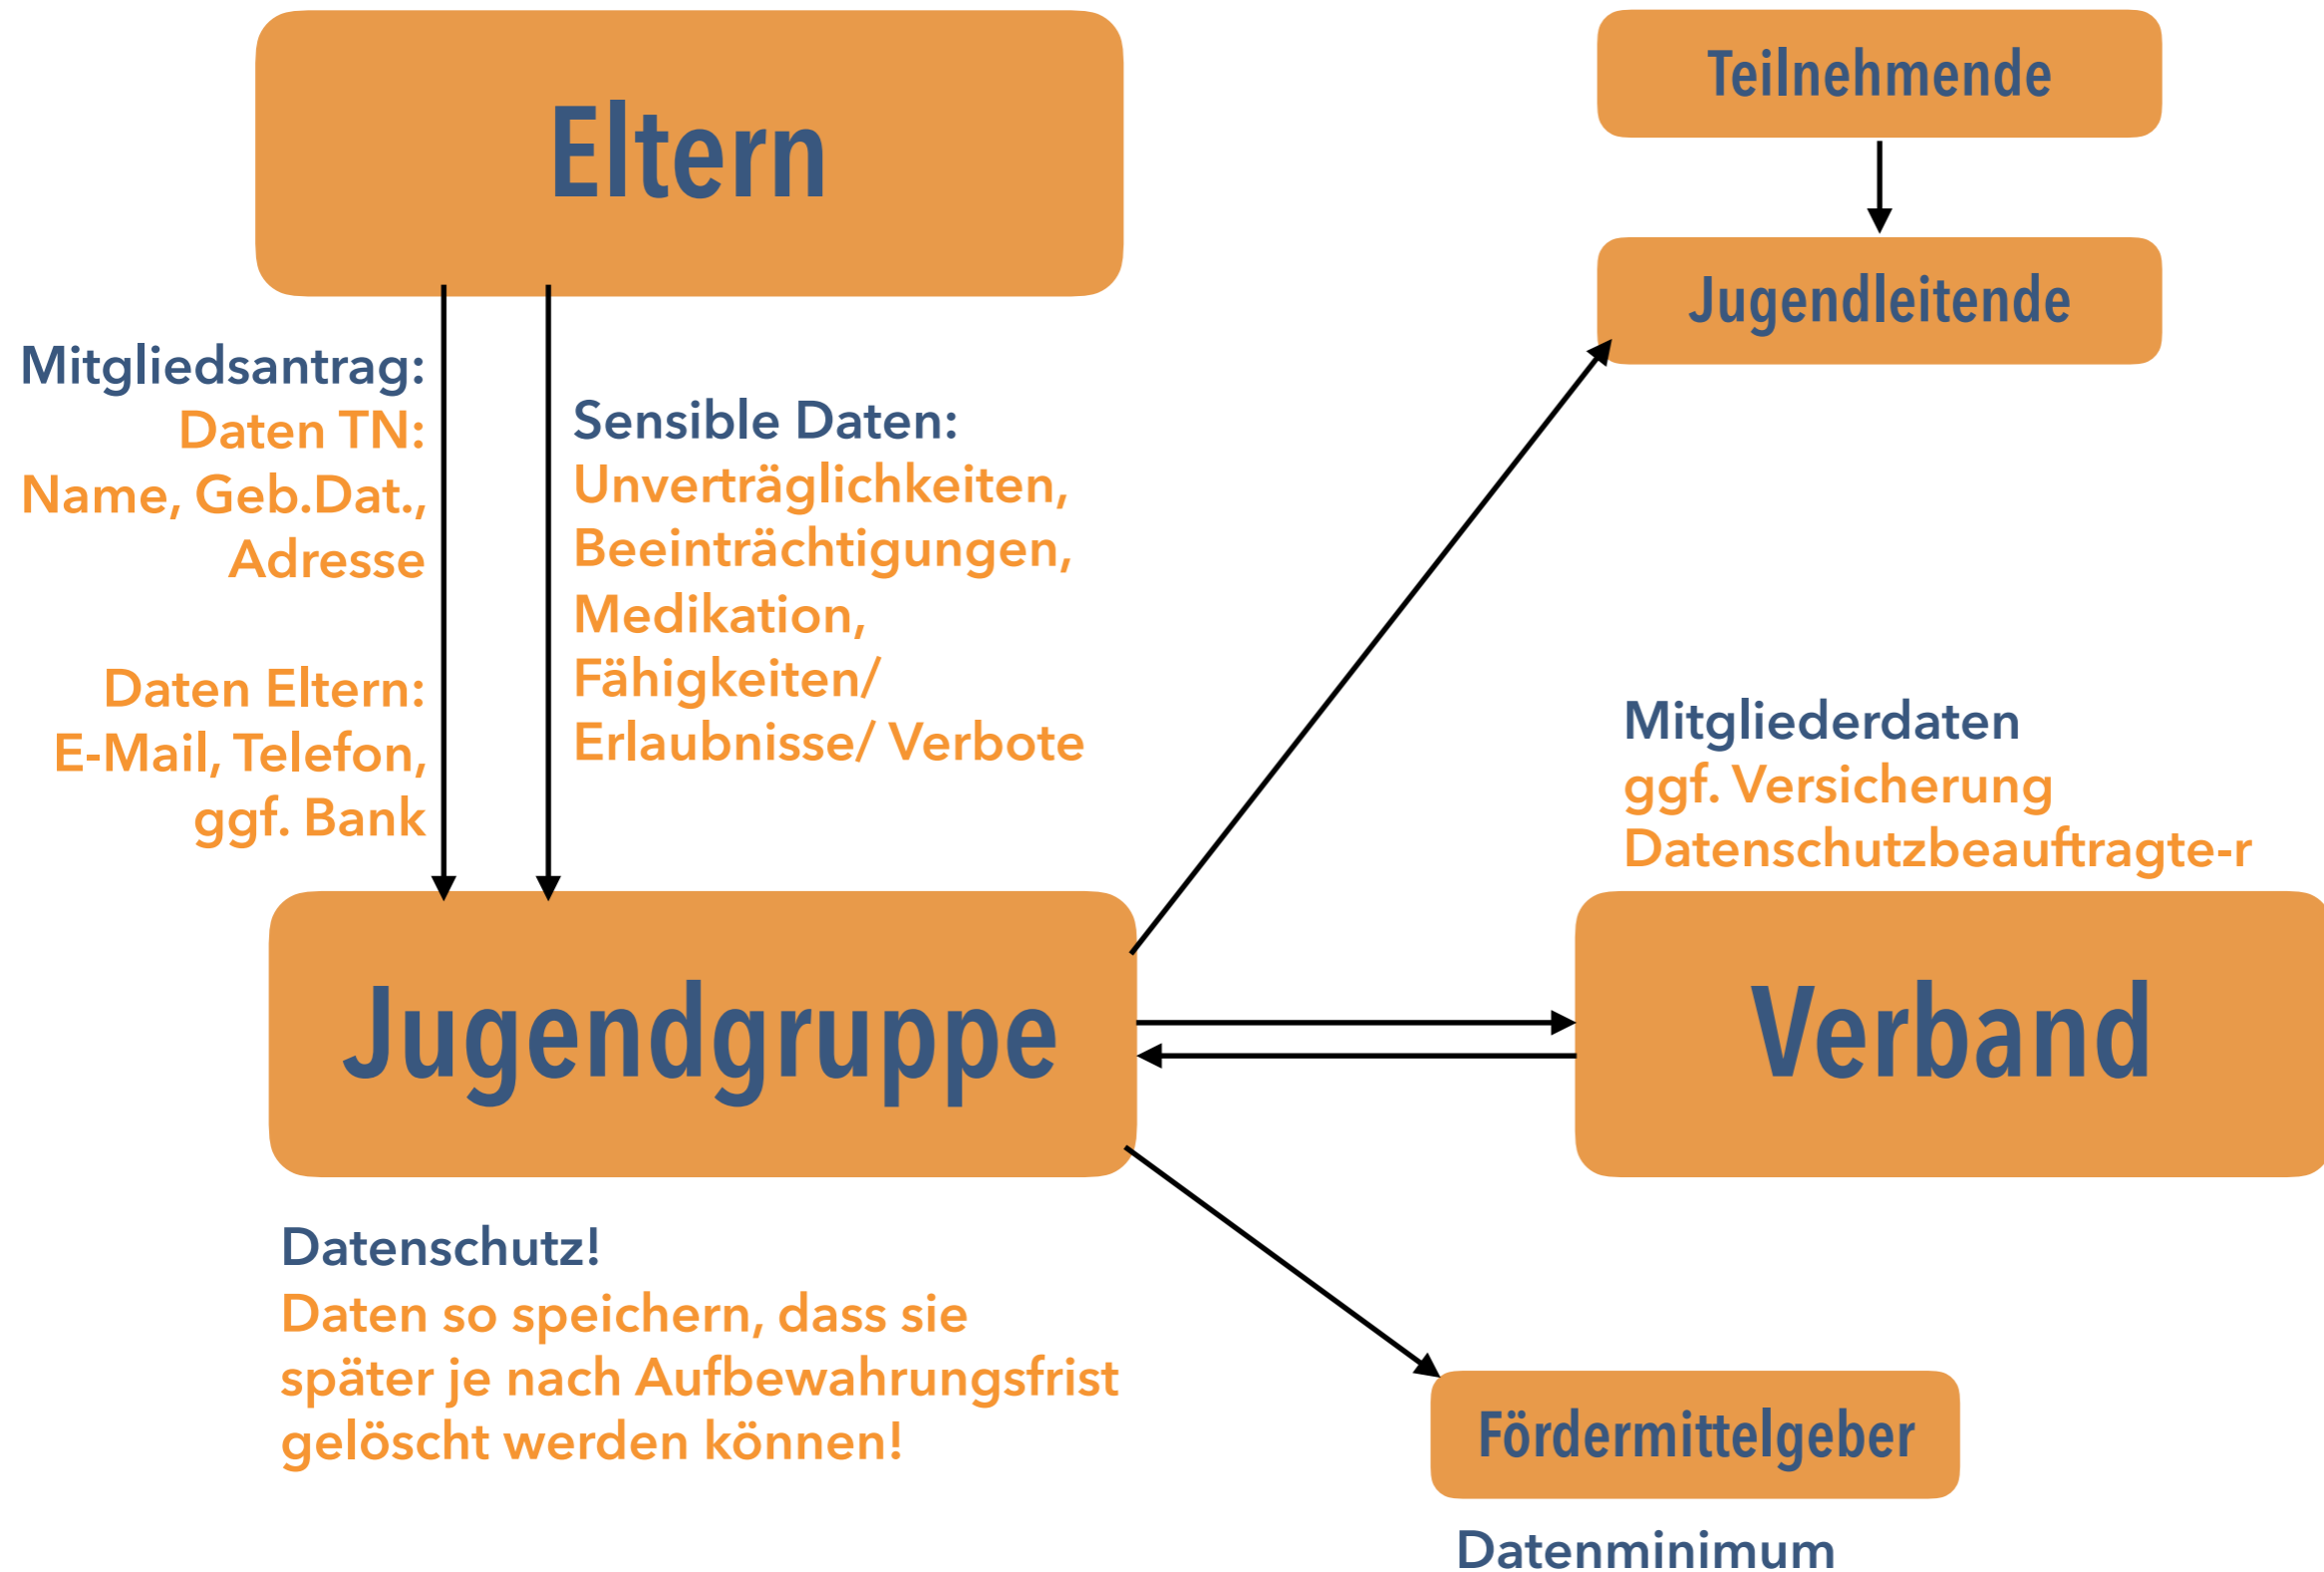 Eltern
Teilnehmende
Jugendleitende
Mitgliedsantrag:
Daten TN:
Name, Geb.Dat.,
Adresse
Daten Eltern:
E-Mail, Telefon,
ggf. Bank
Sensible Daten:
Unverträglichkeiten,
Beeinträchtigungen,
Medikation,
Fähigkeiten/
Erlaubnisse/ Verbote
Mitgliederdaten
ggf. Versicherung
Datenschutzbeauftragte-r
Jugendgruppe
Verband
Datenschutz!
Daten so speichern, dass sie
später je nach Aufbewahrungsfrist
gelöscht werden können!
Fördermittelgeber
Datenminimum